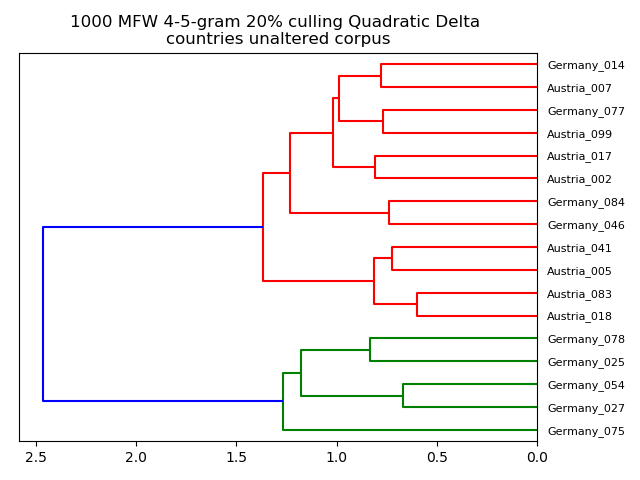 1000 MFW 4-5-gram 20% culling Quadratic Delta
countries unaltered corpus
Germany_014
Austria_007
Germany_077
Austria_099
Austria_017
Austria_002
Germany_084
Germany_046
Austria_041
Austria_005
Austria_083
Austria_018
Germany_078
Germany_025
Germany_054
Germany_027
Germany_075
2.5 2.0 1.5 1.0 0.5 0.0